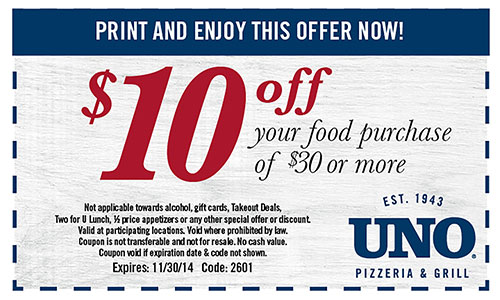 PRINT AND ENJOY THIS OFFER NOW!
$10 off
your food purchase
of $30 or more
Not applicable towards alcohol, gift cards, Takeout Deals,
Two for U Lunch, ½ price appetizers or any other special offer or discount.
Valid at participating locations. Void where prohibited by law.
Coupon is not transferable and not for resale. No cash value.
Coupon void if expiration date & code not shown.
Expires: 11/30/14 Code: 2601
EST. 1943
UNO®
PIZZERIA & GRILL